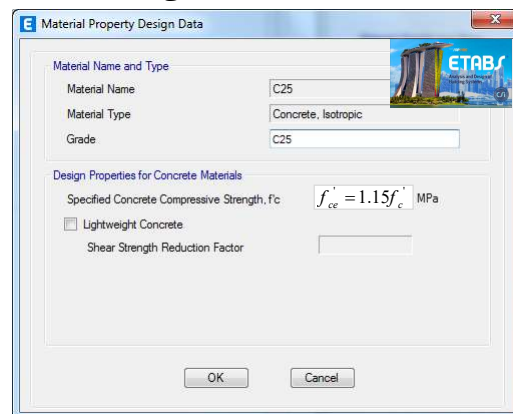 E Material Property Design Data x
ETABS
Material Name and Type
Material Name C25
Material Type Concrete, Isotropic
Grade C25
Design Properties for Concrete Materials
Specified Concrete Compressive Strength, f'c f'ce = 1.15f'c MPa
Lightweight Concrete
Shear Strength Reduction Factor
OK Cancel